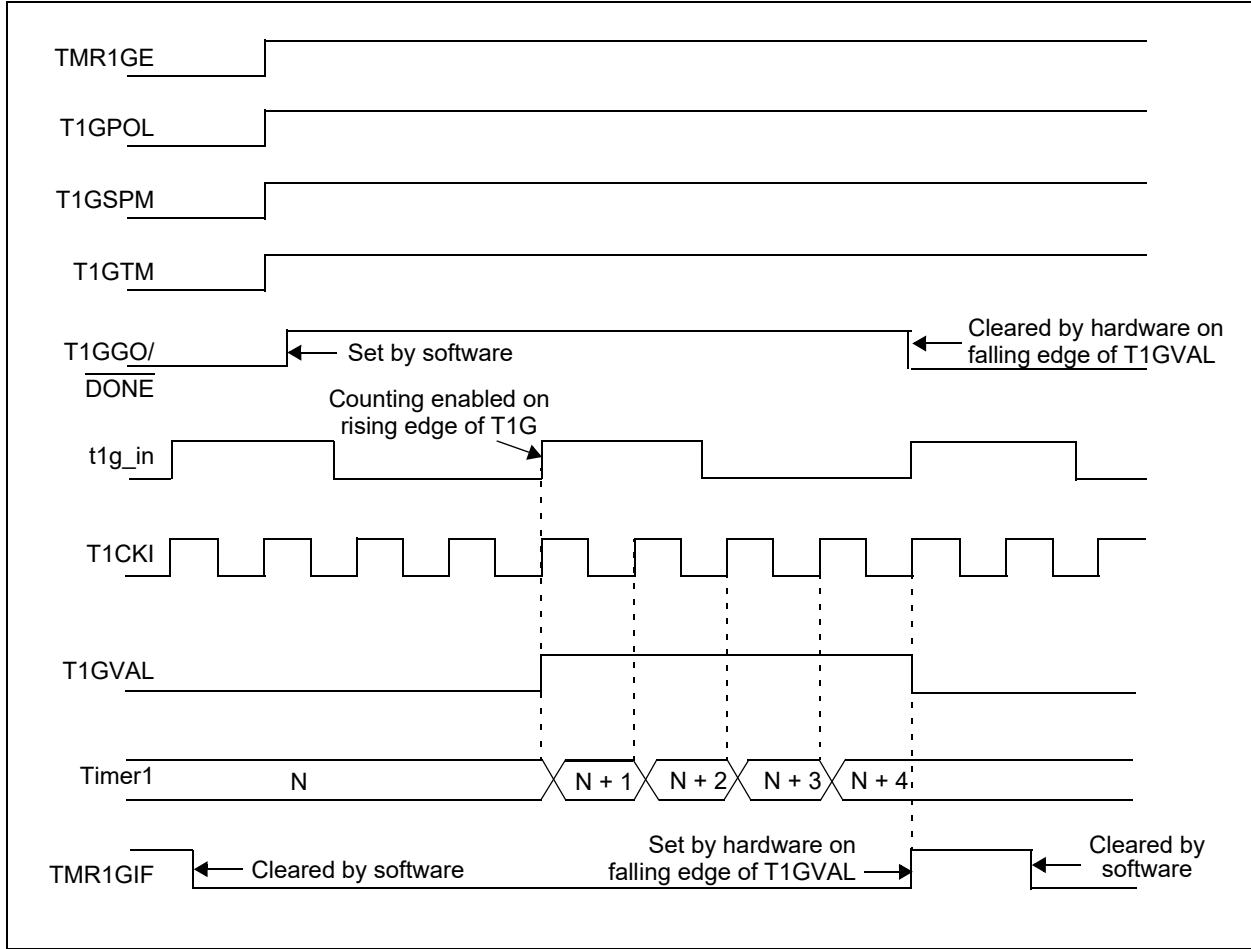 TMR1GE
T1GPOL
T1GSPM
T1GTM
T1GGO/
DONE
Set by software
Cleared by hardware on
falling edge of T1GVAL
Counting enabled on
rising edge of T1G
t1g_in
T1CKI
T1GVAL
Timer1
N
N + 1
N + 2
N + 3
N + 4
TMR1GIF
Cleared by software
Set by hardware on
falling edge of T1GVAL
Cleared by
software